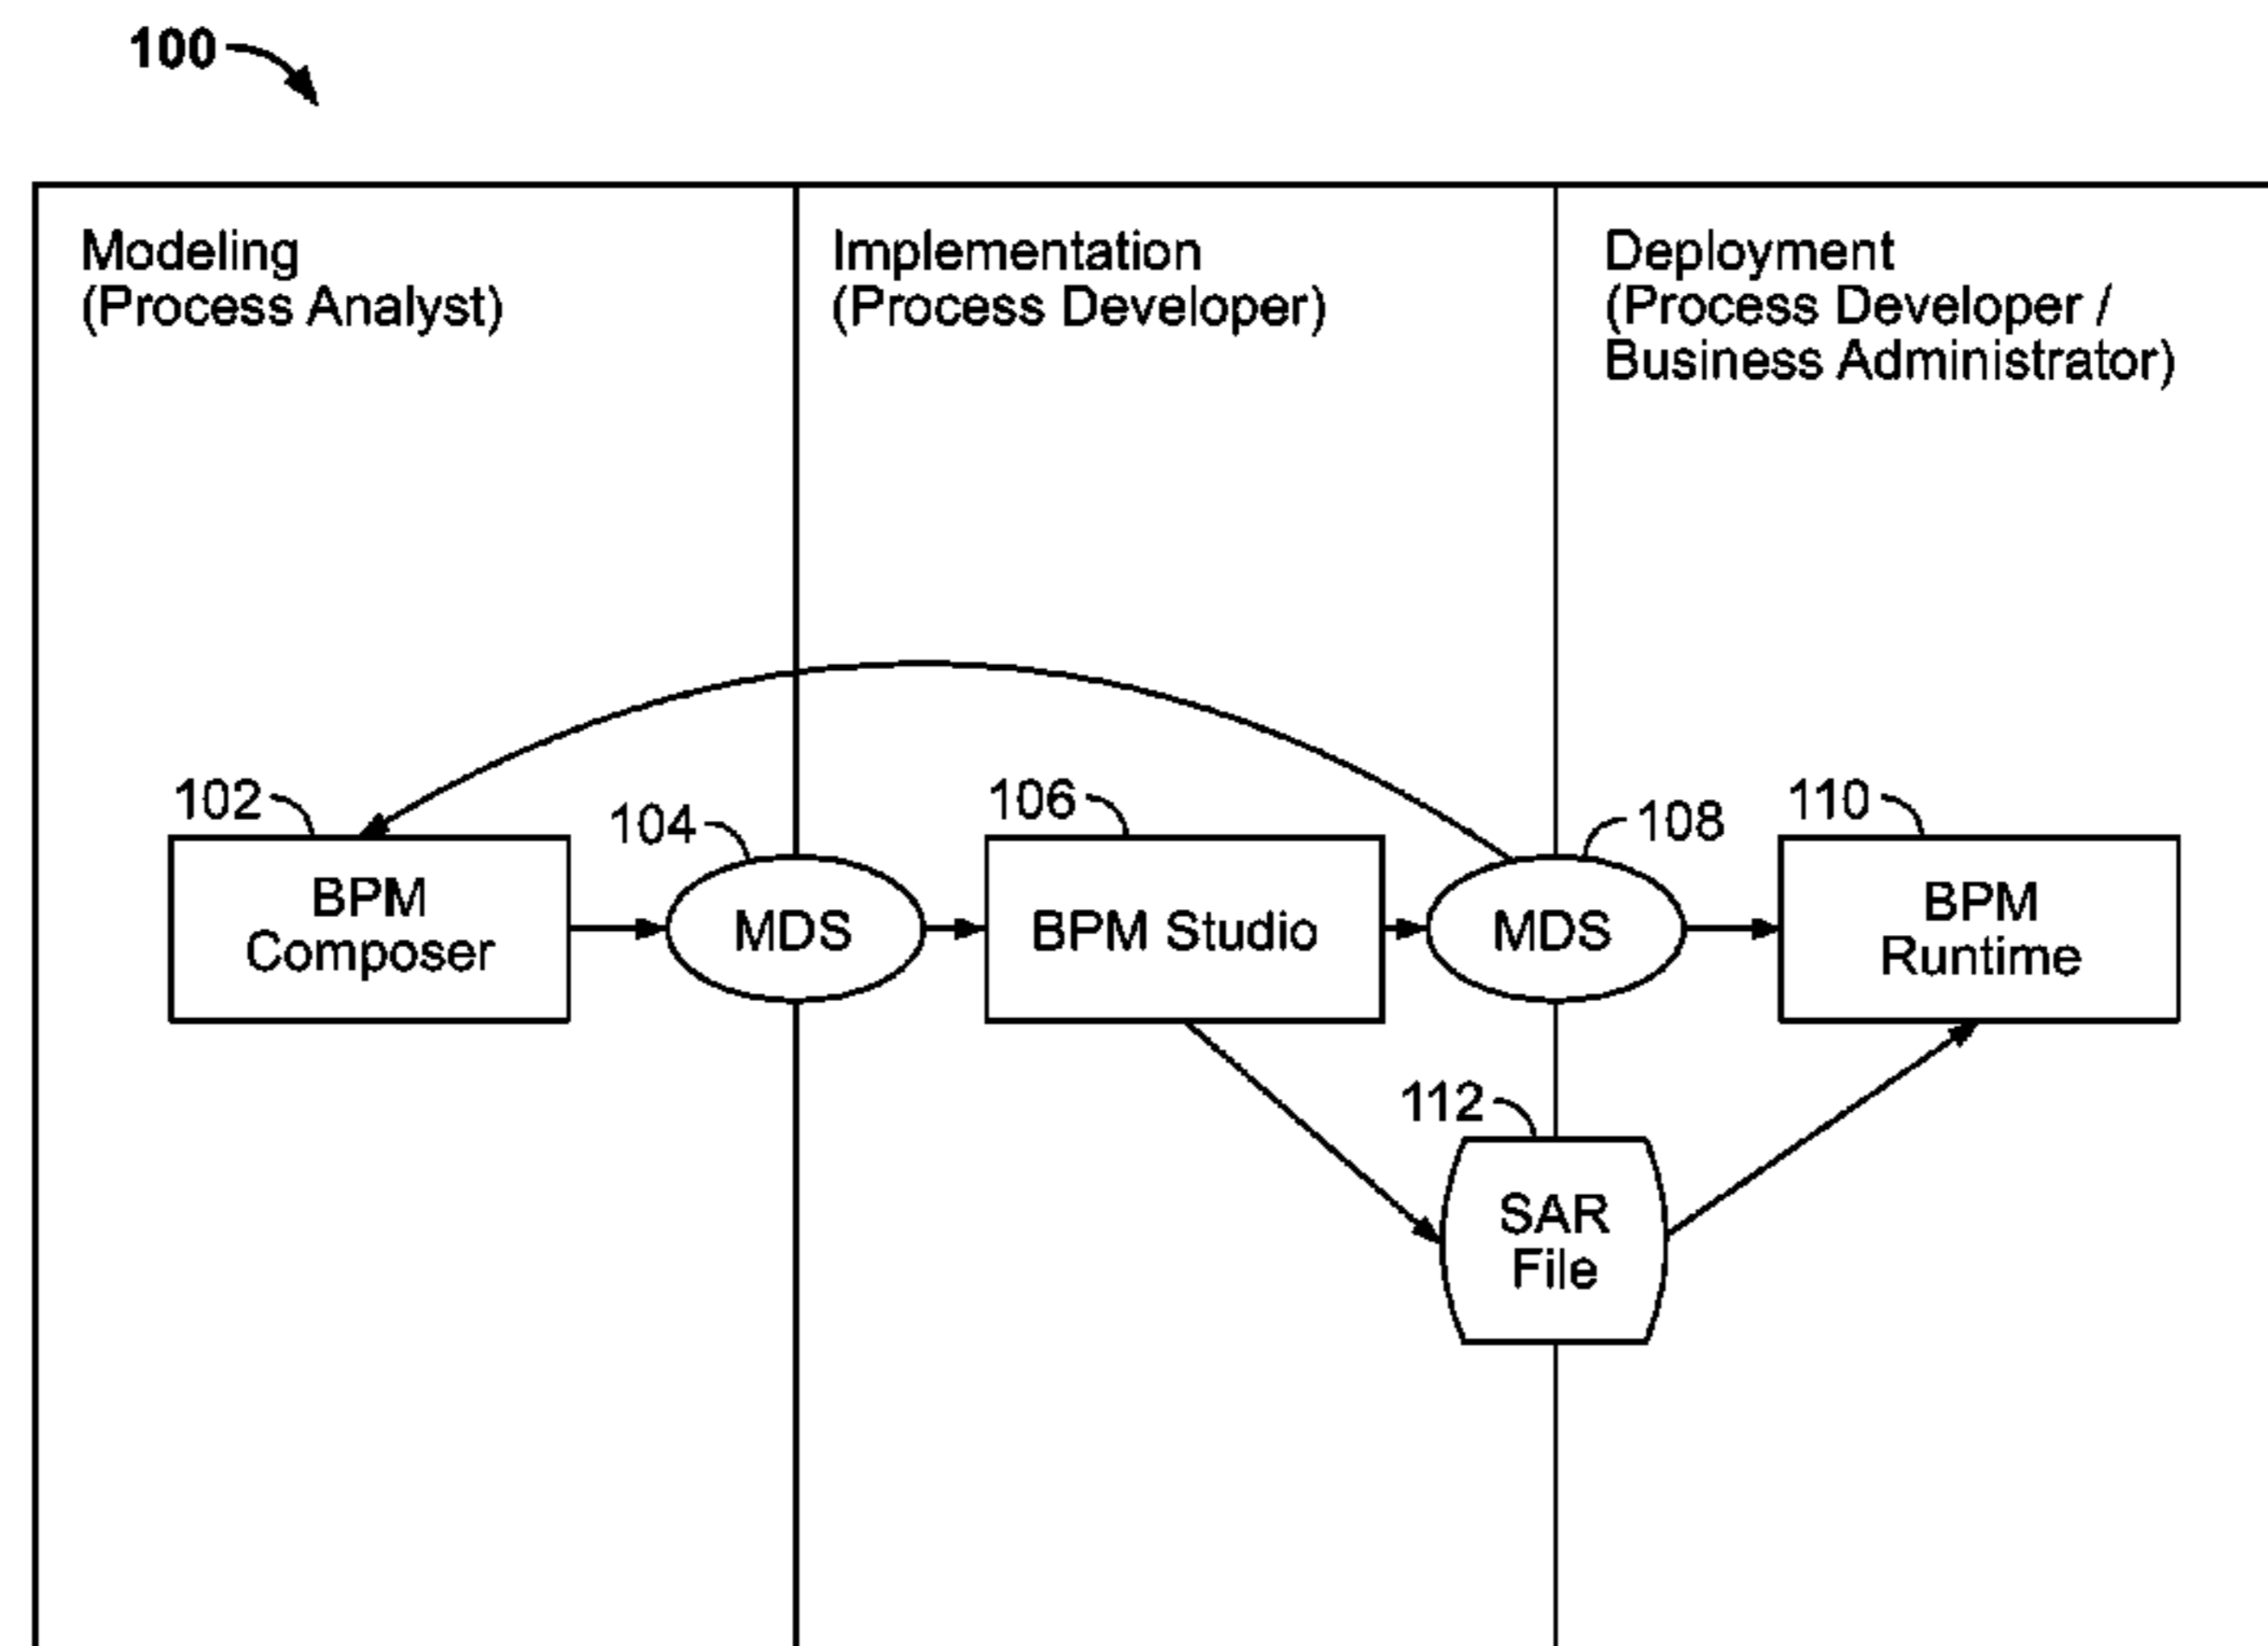 100
Modeling
(Process Analyst)
Implementation
(Process Developer)
Deployment
(Process Developer /
Business Administrator)
102
BPM
Composer
104
MDS
106
BPM Studio
108
MDS
110
BPM
Runtime
112
SAR
File